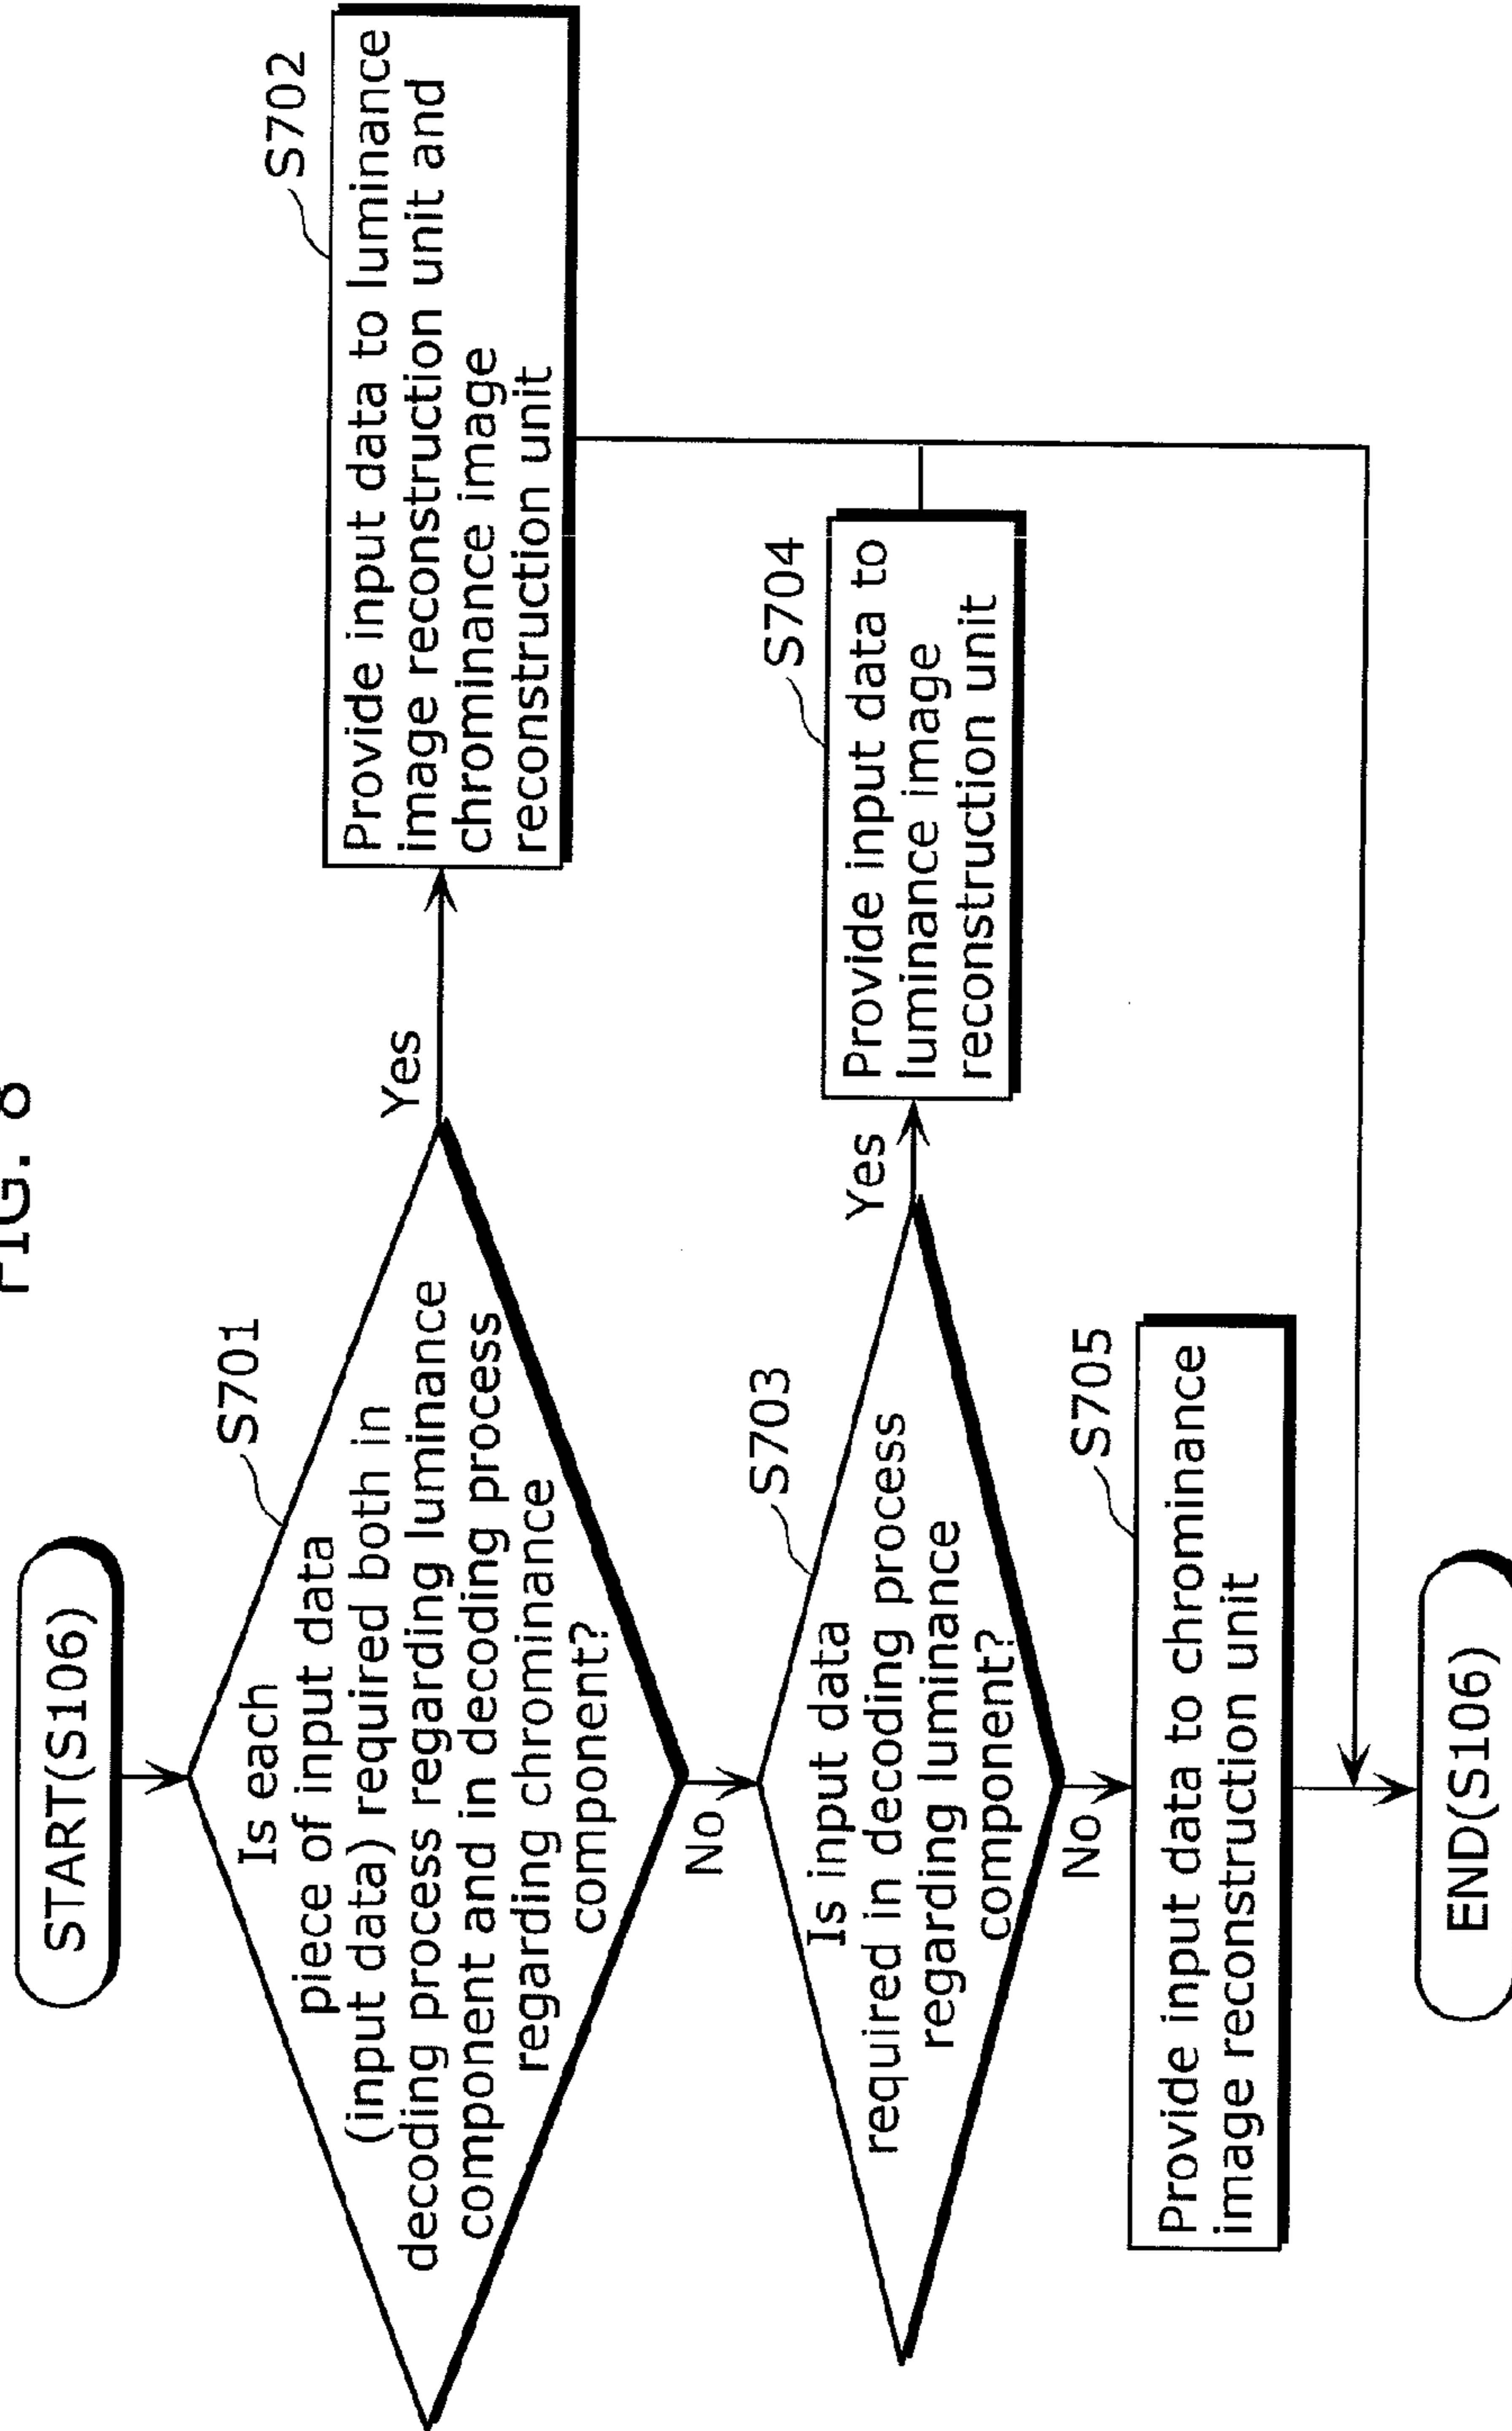 FIG. 8
START(S106)
S701
Is each
piece of input data
(input data) required both in
decoding process regarding luminance
component and in decoding process
regarding chrominance
component?
Yes
S702
Provide input data to luminance
image reconstruction unit and
chrominance image
reconstruction unit
No
S703
Is input data
required in decoding process
regarding luminance
component?
Yes
S704
Provide input data to
luminance image
reconstruction unit
No
S705
Provide input data to chrominance
image reconstruction unit
END(S106)